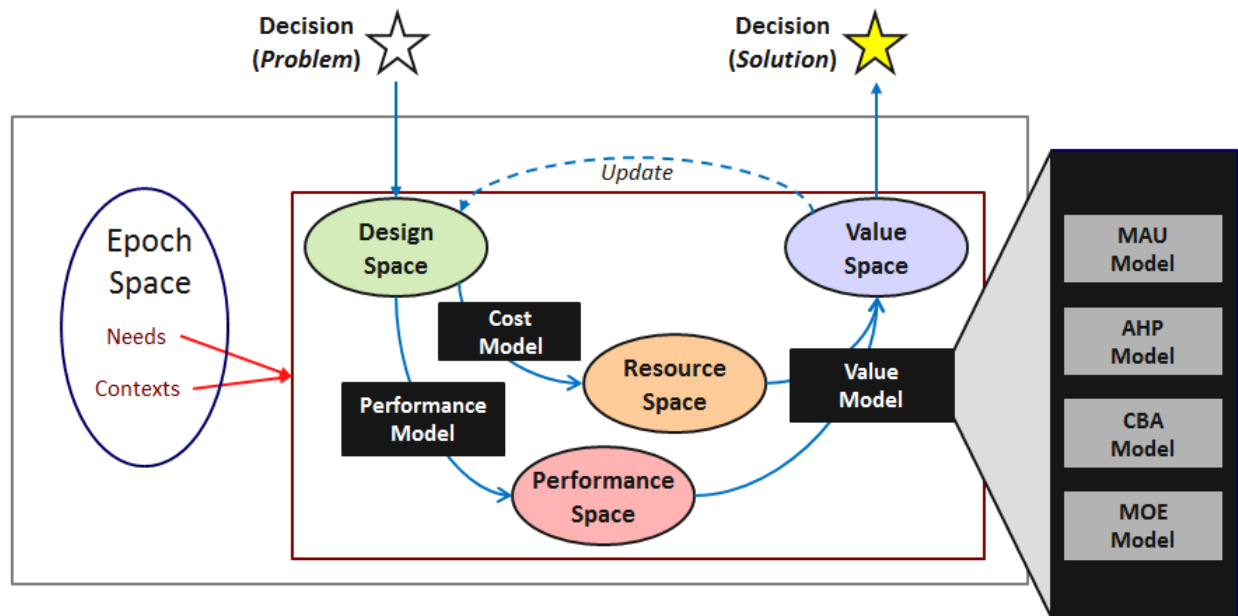 Decision
(Problem)
Decision
(Solution)
Update
Epoch
Space
Needs
Contexts
Design
Space
Value
Space
Cost
Model
Resource
Space
Performance
Model
Value
Model
Performance
Space
MAU
Model
AHP
Model
CBA
Model
MOE
Model